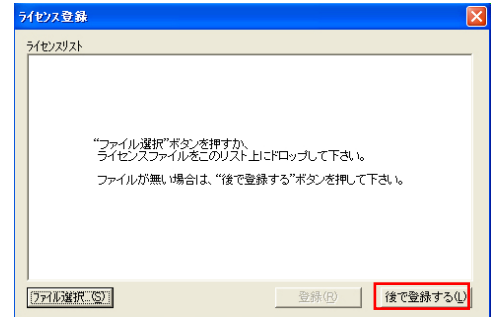 ライセンス登録
ライセンスリスト
“ファイル選択”ボタンを押すか、
ライセンスファイルをこのリスト上にドロップして下さい。
ファイルが無い場合は、“後で登録する”ボタンを押して下さい。
ファイル選択...(S) 登録(R) 後で登録する(L)